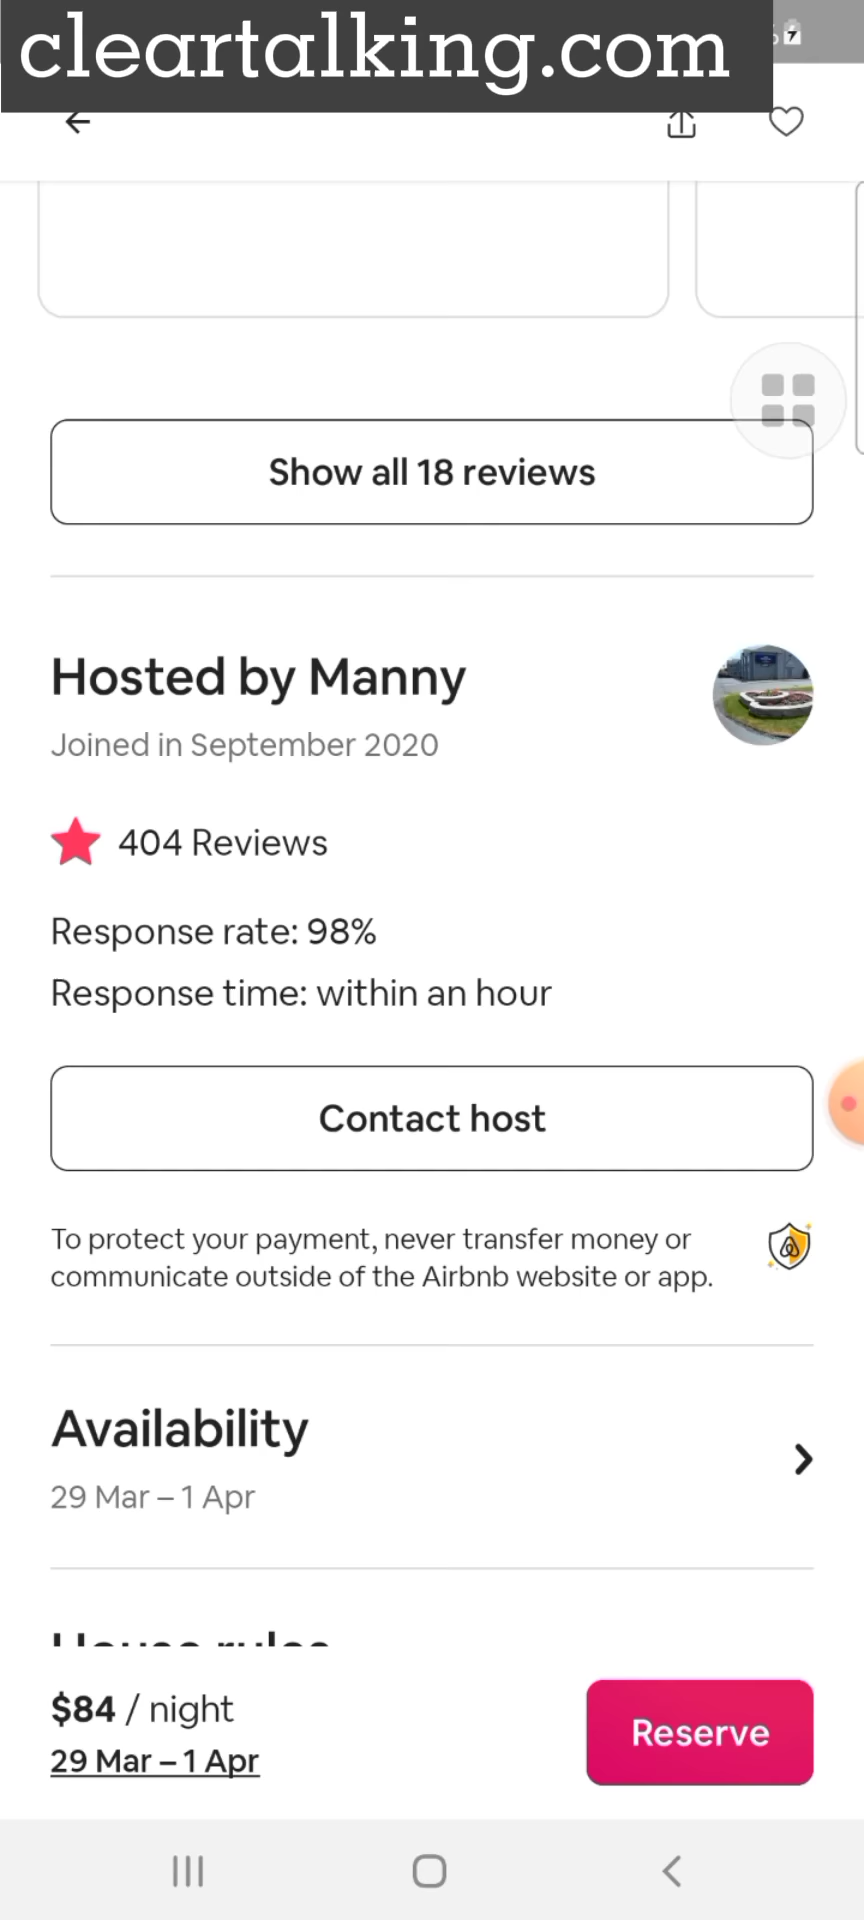 cleartalking.com
Show all 18 reviews
Hosted by Manny
Joined in September 2020
404 Reviews
Response rate: 98%
Response time: within an hour
Contact host
To protect your payment, never transfer money or
communicate outside of the Airbnb website or app.
Availability
29 Mar – 1 Apr
House rules
$84 / night
29 Mar – 1 Apr
Reserve